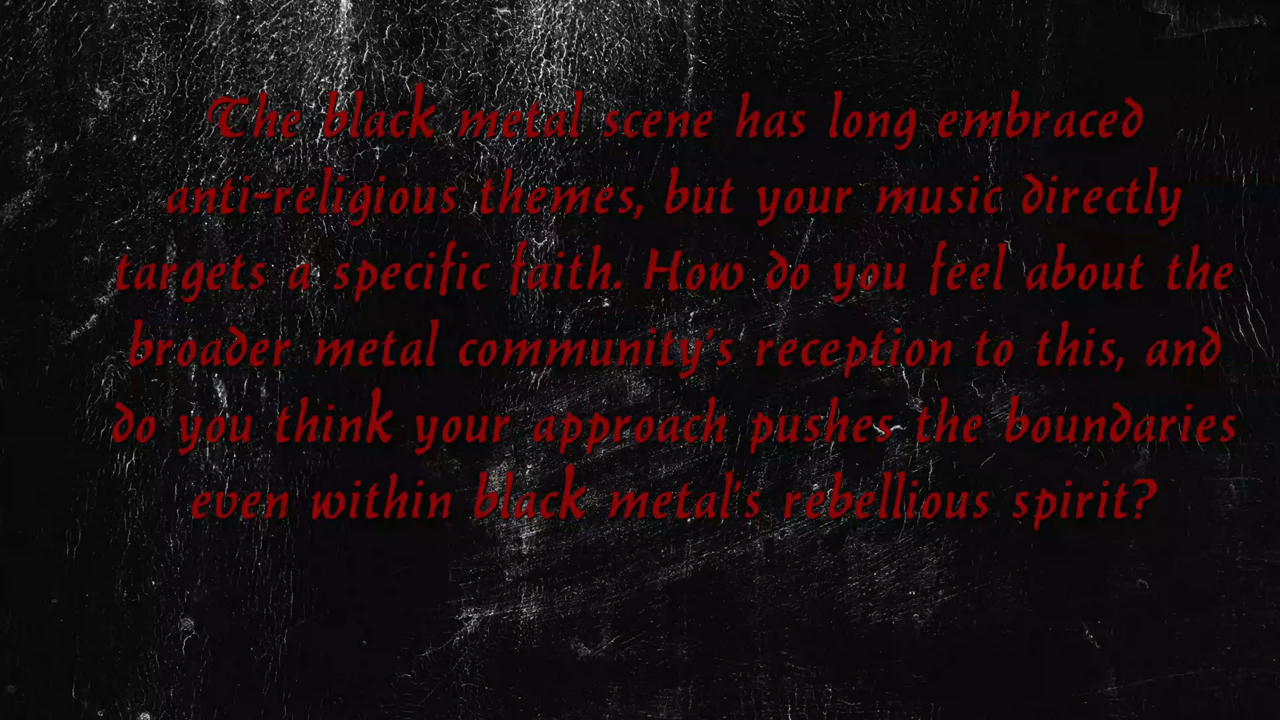 The black metal scene has long embraced
anti-religious themes, but your music directly
targets a specific faith. How do you feel about the
broader metal community's reception to this, and
do you think your approach pushes the boundaries
even within black metal's rebellious spirit?